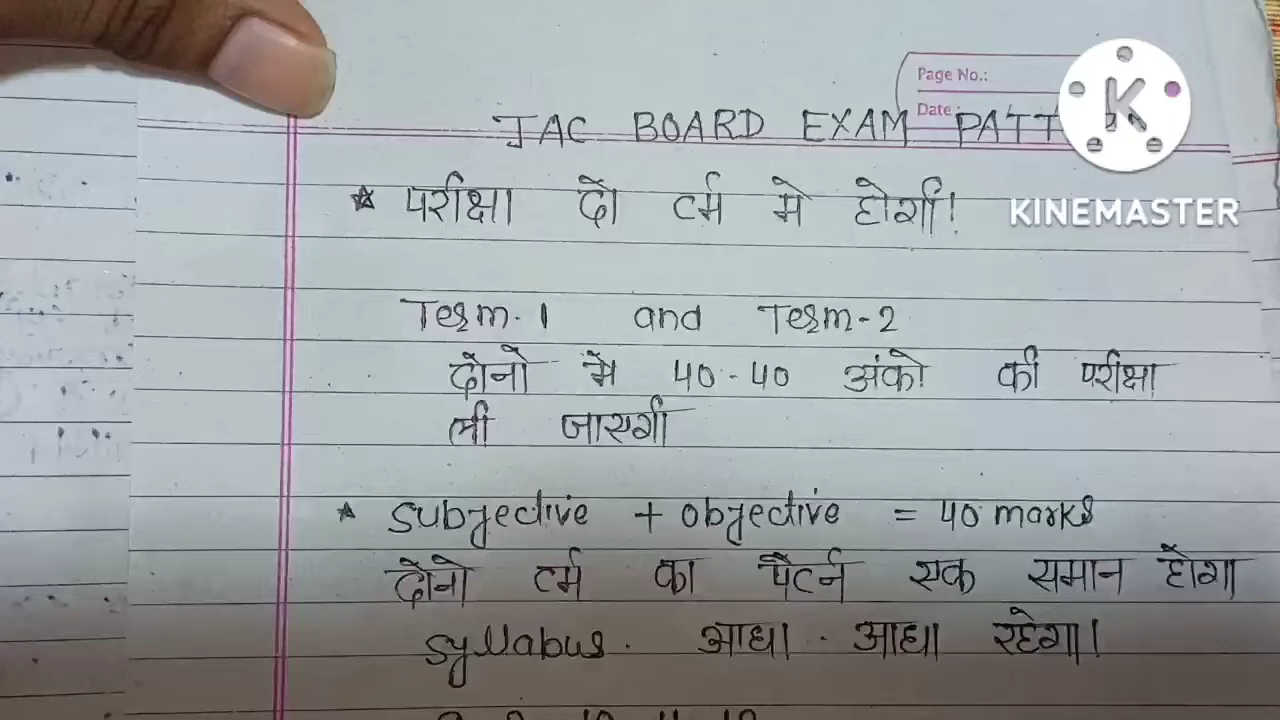 Page No.:
Date :
JAC BOARD EXAM PATT
KINEMASTER
☆ परीक्षा दो टर्म मे होगी!
Term-1 and Term-2
दोनो मे 40-40 अंको की परीक्षा
ली जाएगी
☆ Subjective + objective = 40 marks
दोनो टर्म का पैटर्न एक समान होगा
Syllabus. आधा - आधा रहेगा।